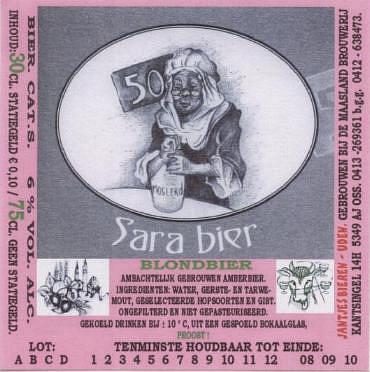 INHOUD: 30 CL. STATIEGELD € 0,10 / 75 CL. GEEN STATIEGELD.
BIER CAT.S. 6 % VOL. ALC.
50
MOSTERD
Sara bier
BLONDBIER
AMBACHTELIJK GEBROUWEN AMBERBIER.
INGREDIENTEN: WATER, GERSTE- EN TARWE-
MOUT, GESELECTEERDE HOPSOORTEN EN GIST.
ONGEFILTERD EN NIET GEPASTEURISEERD.
GEKOELD DRINKEN BIJ ± 10 °C, UIT EEN GESPOELD BOKAALGLAS,
PROOST!
JANTJES BIEREN - UDEN. GEBROUWEN BIJ DE MAASLAND BROUWERIJ
KANTSINGEL 14H 5349 AJ OSS. 0413 -269361 b.g.g. 0412 -638473.
LOT: TENMINSTE HOUDBAAR TOT EINDE:
A B C D 1 2 3 4 5 6 7 8 9 10 11 12 08 09 10